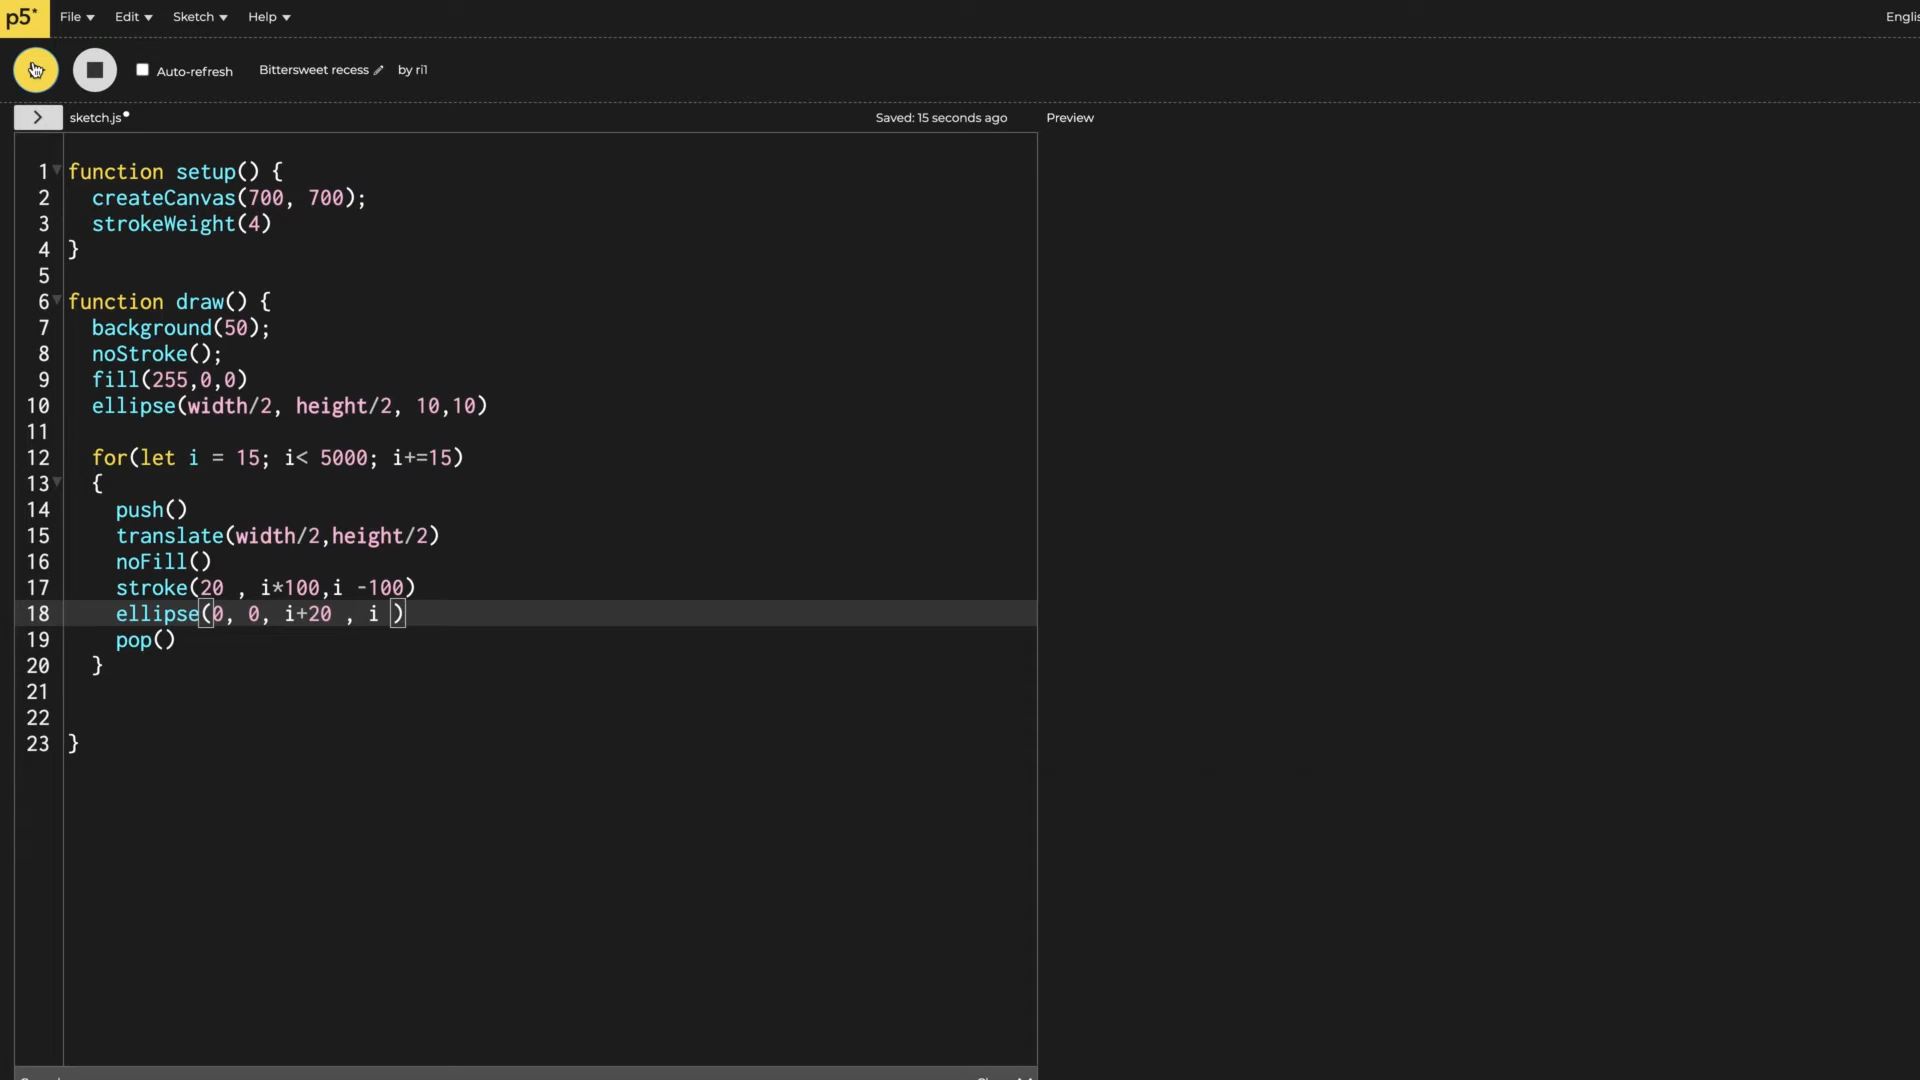 p5* File Edit Sketch Help Englis
Auto-refresh Bittersweet recess by ri1
sketch.js Saved: 15 seconds ago Preview
1 function setup() {
2 createCanvas(700, 700);
3 strokeWeight(4)
4 }
5
6 function draw() {
7 background(50);
8 noStroke();
9 fill(255,0,0)
10 ellipse(width/2, height/2, 10,10)
11
12 for(let i = 15; i< 5000; i+=15)
13 {
14 push()
15 translate(width/2,height/2)
16 noFill()
17 stroke(20 , i*100,i -100)
18 ellipse(0, 0, i+20 , i )
19 pop()
20 }
21
22
23 }